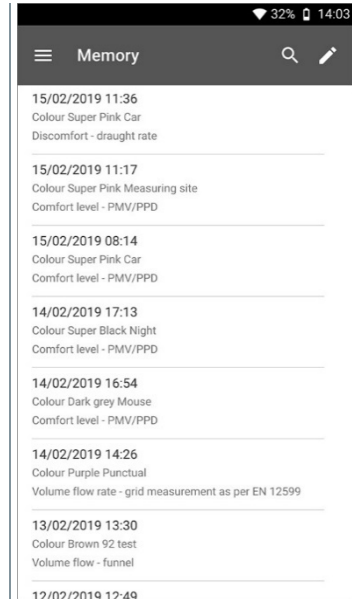 32% 14:03
Memory
15/02/2019 11:36
Colour Super Pink Car
Discomfort - draught rate
15/02/2019 11:17
Colour Super Pink Measuring site
Comfort level - PMV/PPD
15/02/2019 08:14
Colour Super Pink Car
Comfort level - PMV/PPD
14/02/2019 17:13
Colour Super Black Night
Comfort level - PMV/PPD
14/02/2019 16:54
Colour Dark grey Mouse
Comfort level - PMV/PPD
14/02/2019 14:26
Colour Purple Punctual
Volume flow rate - grid measurement as per EN 12599
13/02/2019 13:30
Colour Brown 92 test
Volume flow - funnel
12/02/2019 12:49